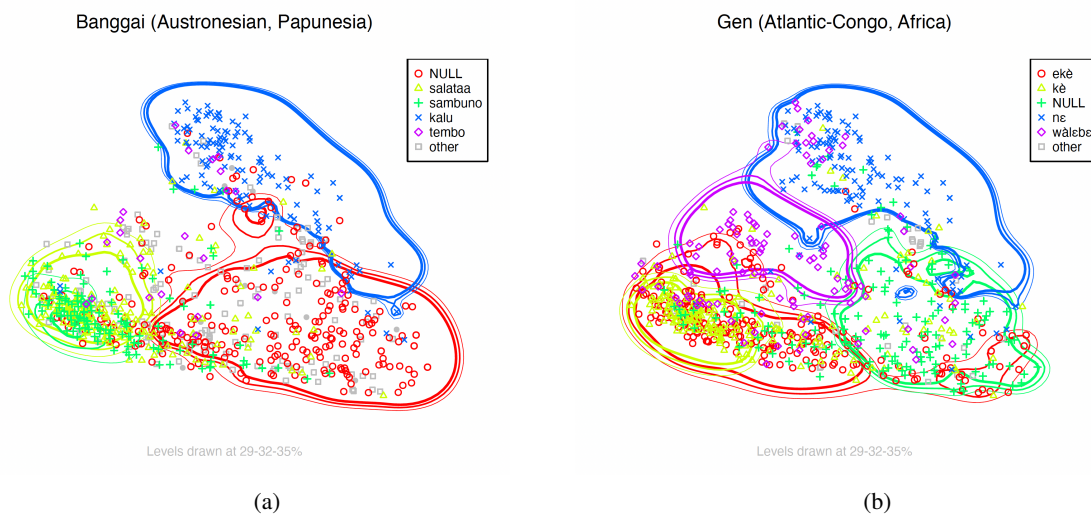 Banggai (Austronesian, Papunesia)
NULL
salataa
sambuno
kalu
tembo
other
Levels drawn at 29-32-35%
(a)
Gen (Atlantic-Congo, Africa)
ekè
kè
NULL
nɛ
wàlɛbɛ
other
Levels drawn at 29-32-35%
(b)